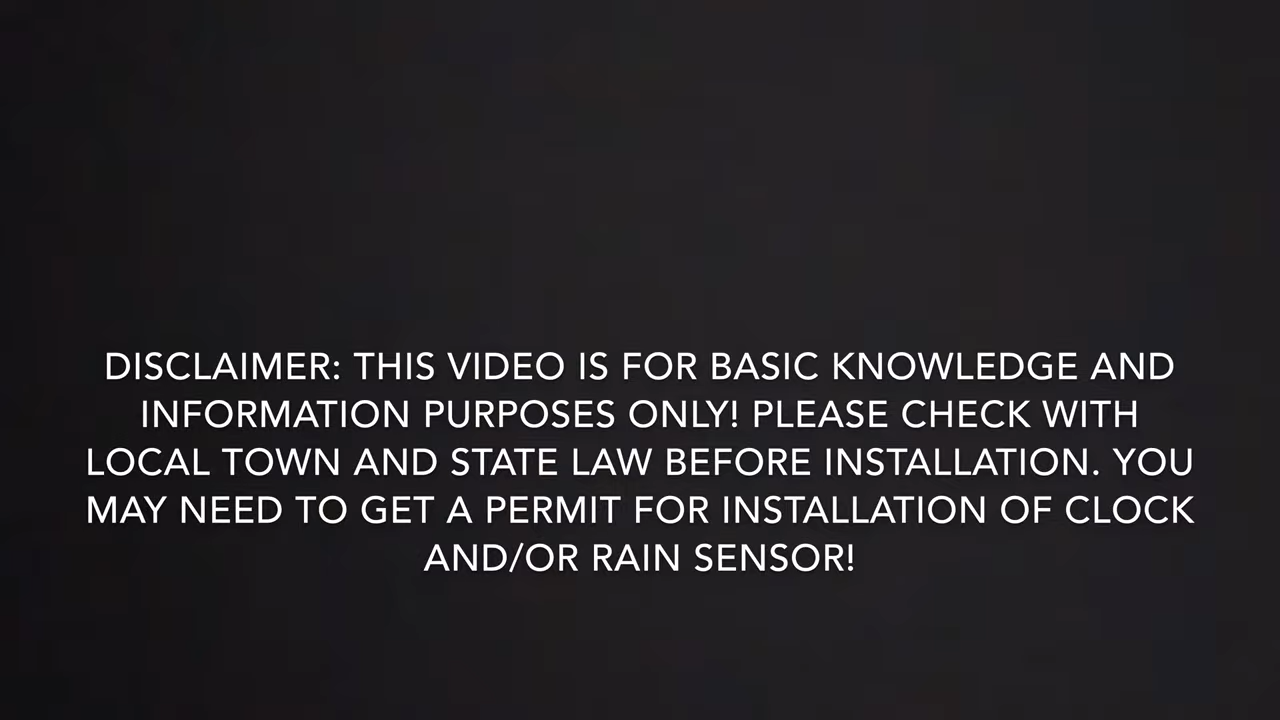 DISCLAIMER: THIS VIDEO IS FOR BASIC KNOWLEDGE AND
INFORMATION PURPOSES ONLY! PLEASE CHECK WITH
LOCAL TOWN AND STATE LAW BEFORE INSTALLATION. YOU
MAY NEED TO GET A PERMIT FOR INSTALLATION OF CLOCK
AND/OR RAIN SENSOR!